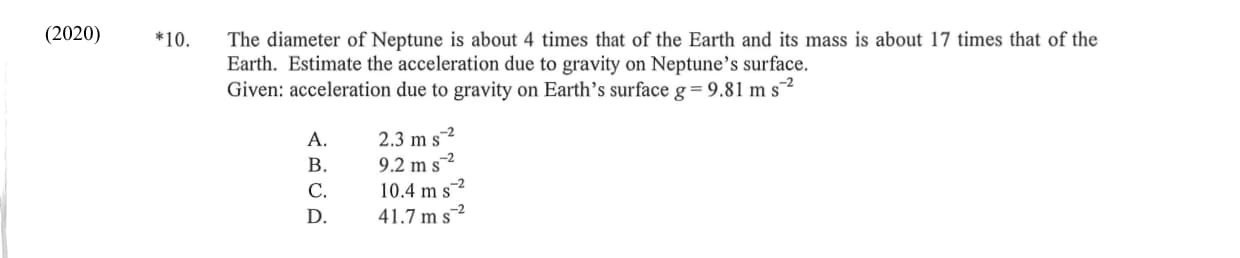 (2020) *10. The diameter of Neptune is about 4 times that of the Earth and its mass is about 17 times that of the
Earth. Estimate the acceleration due to gravity on Neptune's surface.
Given: acceleration due to gravity on Earth's surface g = 9.81 m s⁻²
A. 2.3 m s⁻²
B. 9.2 m s⁻²
C. 10.4 m s⁻²
D. 41.7 m s⁻²